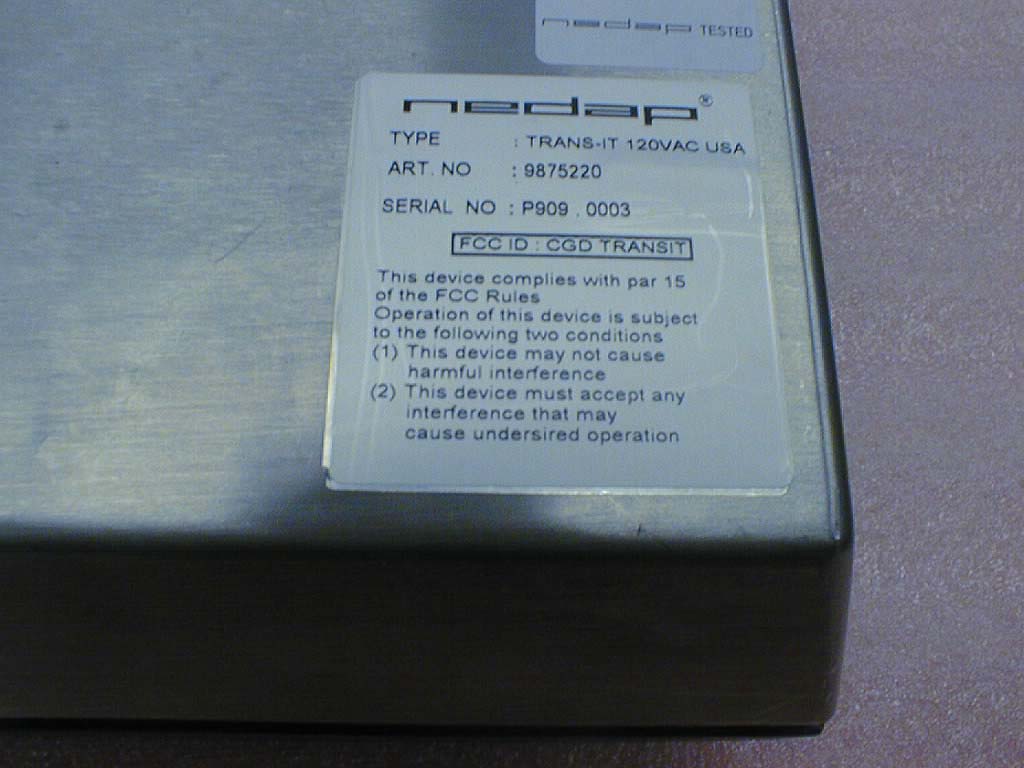 nedap TESTED
nedap®
TYPE : TRANS-IT 120VAC USA
ART. NO : 9875220
SERIAL NO : P909 . 0003
FCC ID : CGD TRANSIT
This device complies with par 15
of the FCC Rules
Operation of this device is subject
to the following two conditions
(1) This device may not cause
harmful interference
(2) This device must accept any
interference that may
cause undersired operation